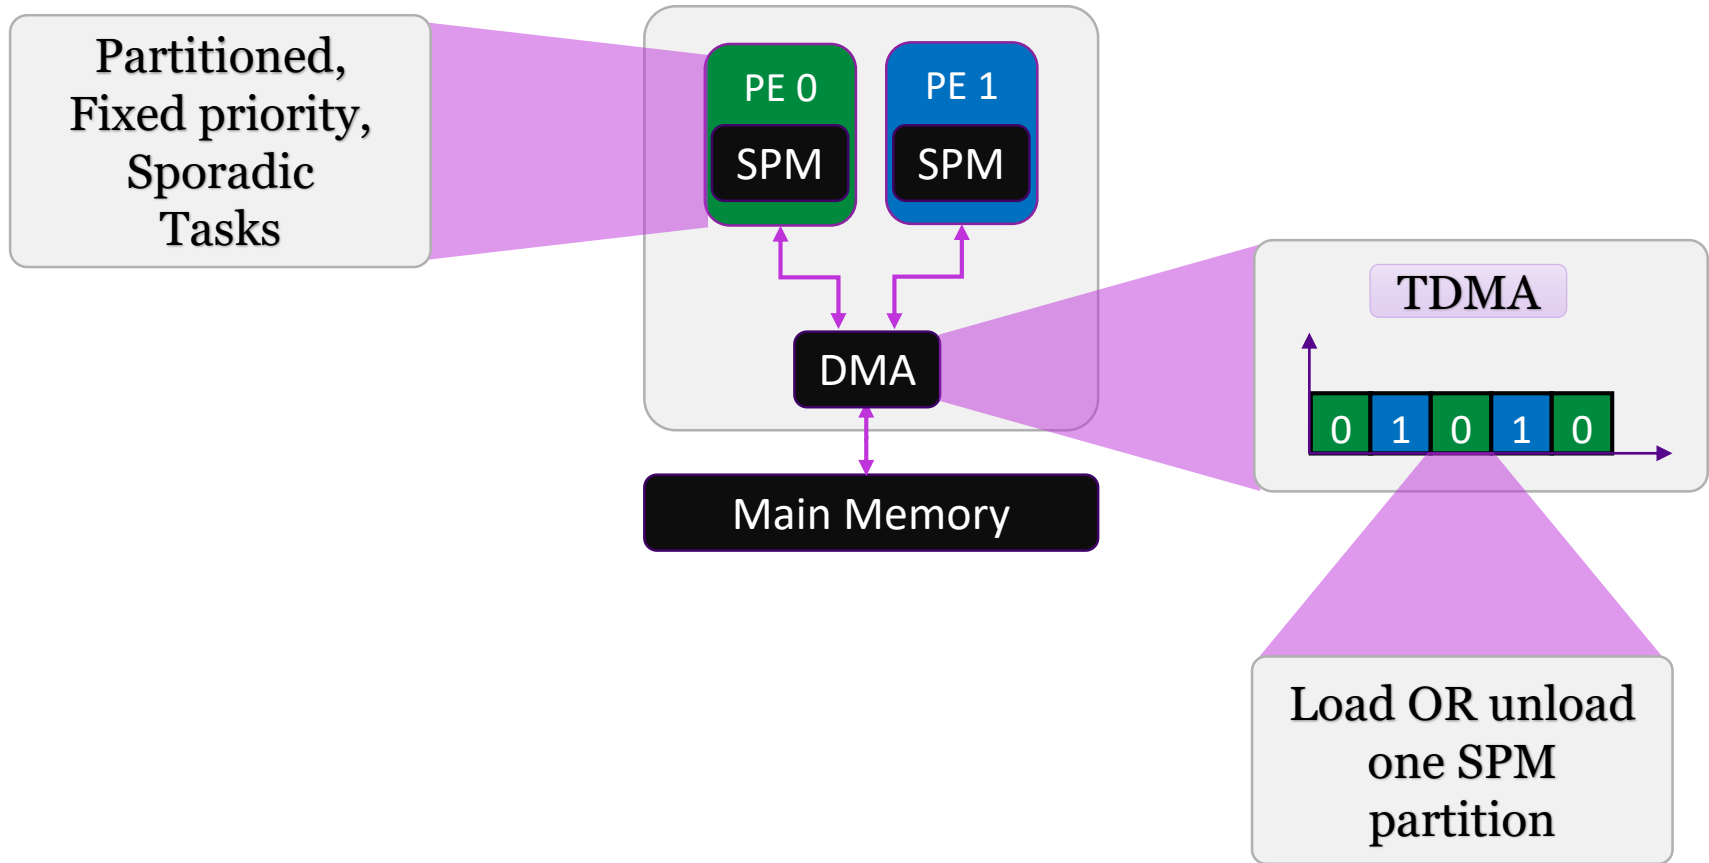 Partitioned,
Fixed priority,
Sporadic
Tasks
PE 0
SPM
PE 1
SPM
DMA
Main Memory
TDMA
0 1 0 1 0
Load OR unload
one SPM
partition